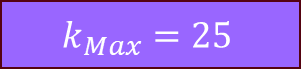 k_{Max} = 25